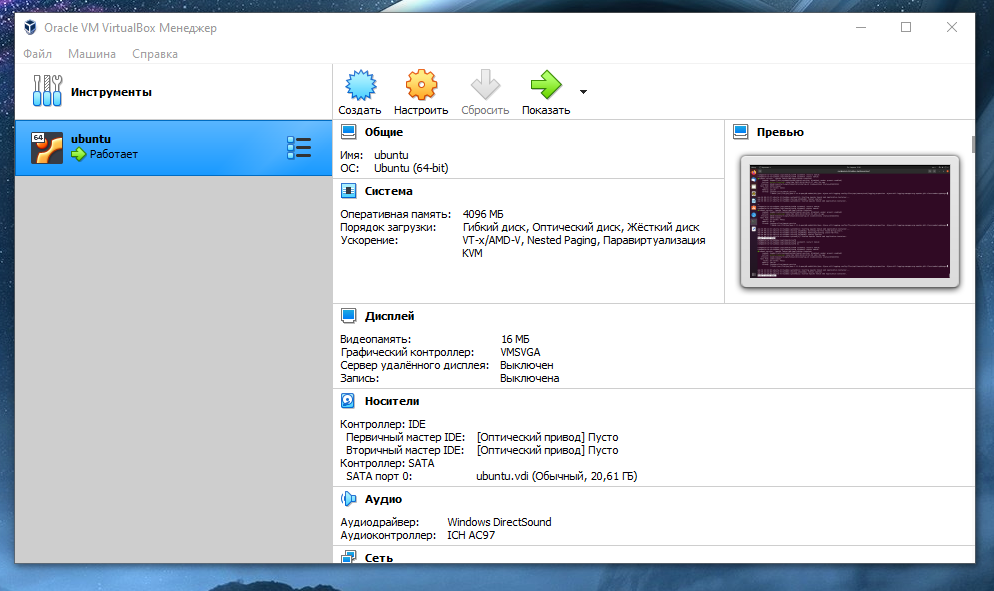 Oracle VM VirtualBox Менеджер
Файл Машина Справка
Инструменты
Создать Настроить Сбросить Показать
64
ubuntu
Работает
Общие
Имя: ubuntu
ОС: Ubuntu (64-bit)
Превью
Система
Оперативная память: 4096 МБ
Порядок загрузки: Гибкий диск, Оптический диск, Жёсткий диск
Ускорение: VT-x/AMD-V, Nested Paging, Паравиртуализация
KVM
Дисплей
Видеопамять: 16 МБ
Графический контроллер: VMSVGA
Сервер удалённого дисплея: Выключен
Запись: Выключена
Носители
Контроллер: IDE
Первичный мастер IDE: [Оптический привод] Пусто
Вторичный мастер IDE: [Оптический привод] Пусто
Контроллер: SATA
SATA порт 0: ubuntu.vdi (Обычный, 20,61 ГБ)
Аудио
Аудиодрайвер: Windows DirectSound
Аудиоконтроллер: ICH AC97
Сеть